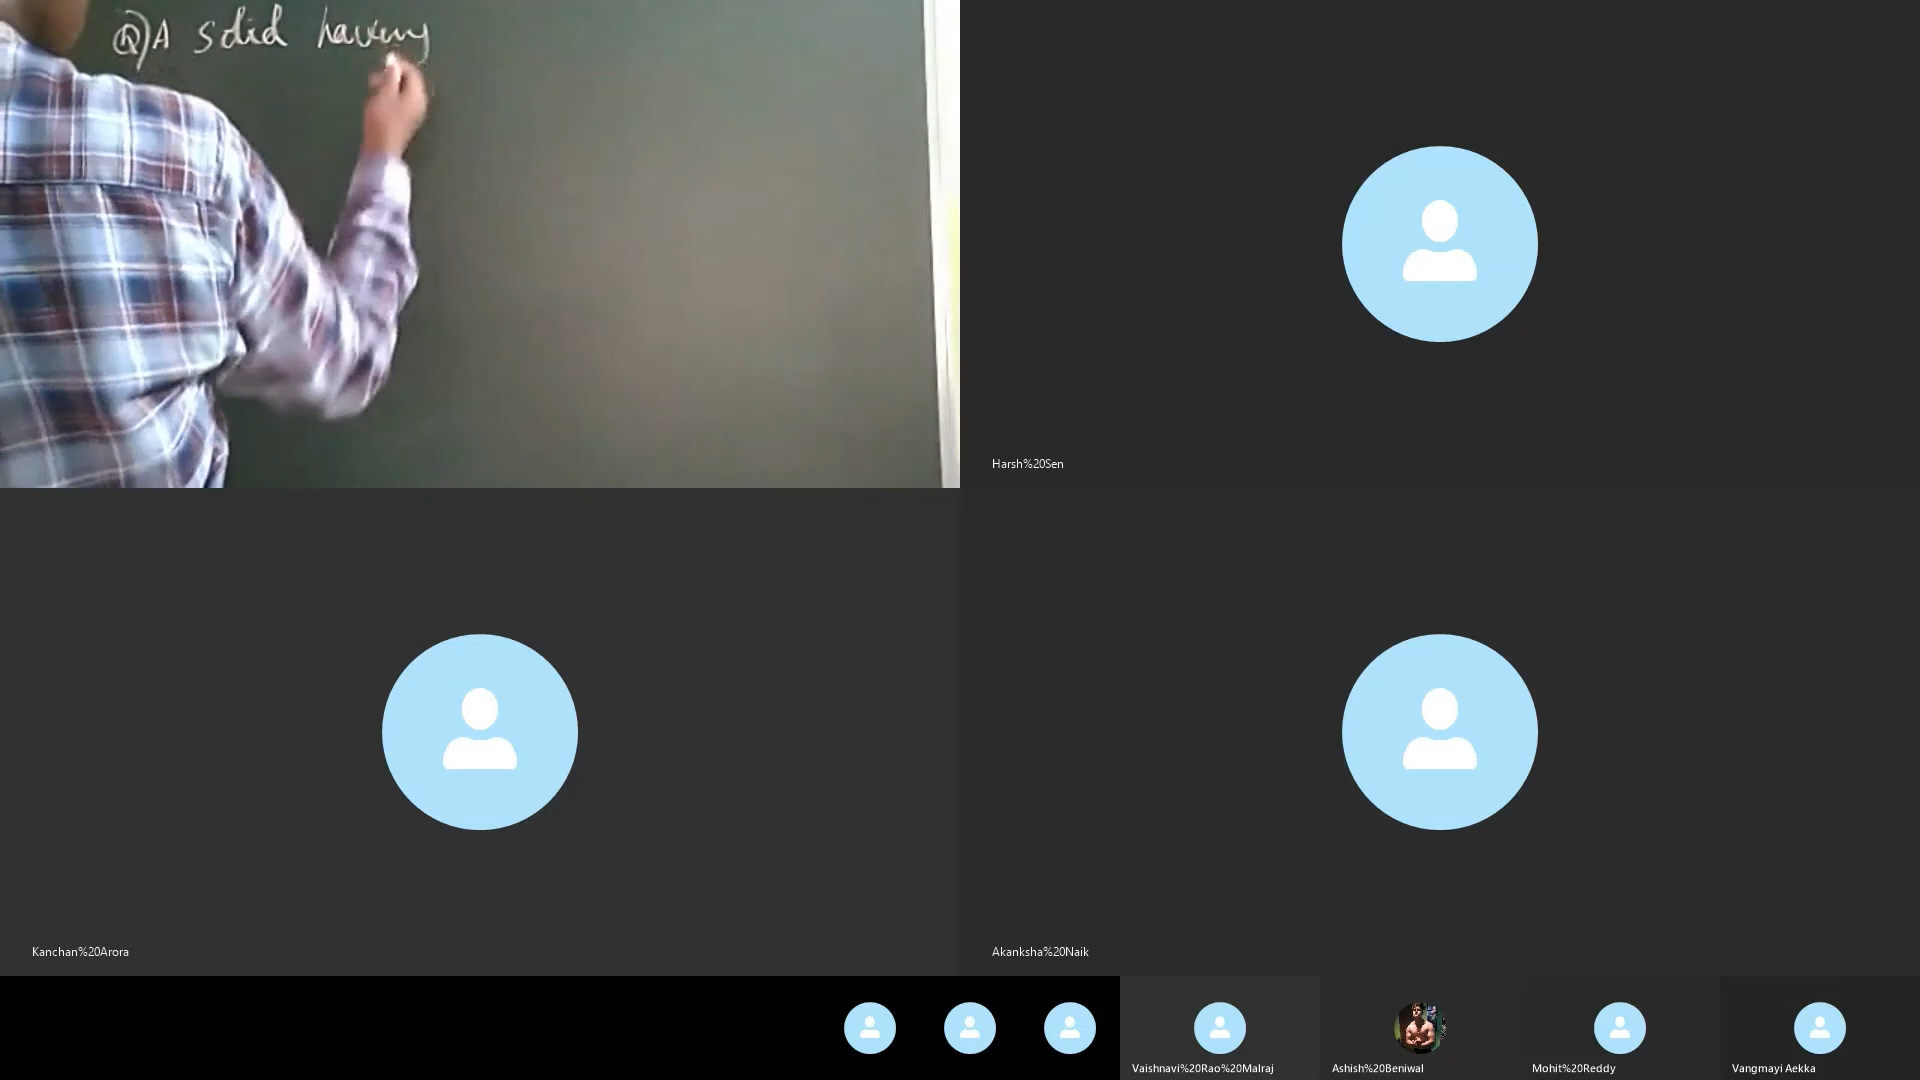 Q) A solid having
Harsh%20Sen
Kanchan%20Arora
Akanksha%20Naik
Vaishnavi%20Rao%20Malraj
Ashish%20Beniwal
Mohit%20Reddy
Vangmayi Aekka